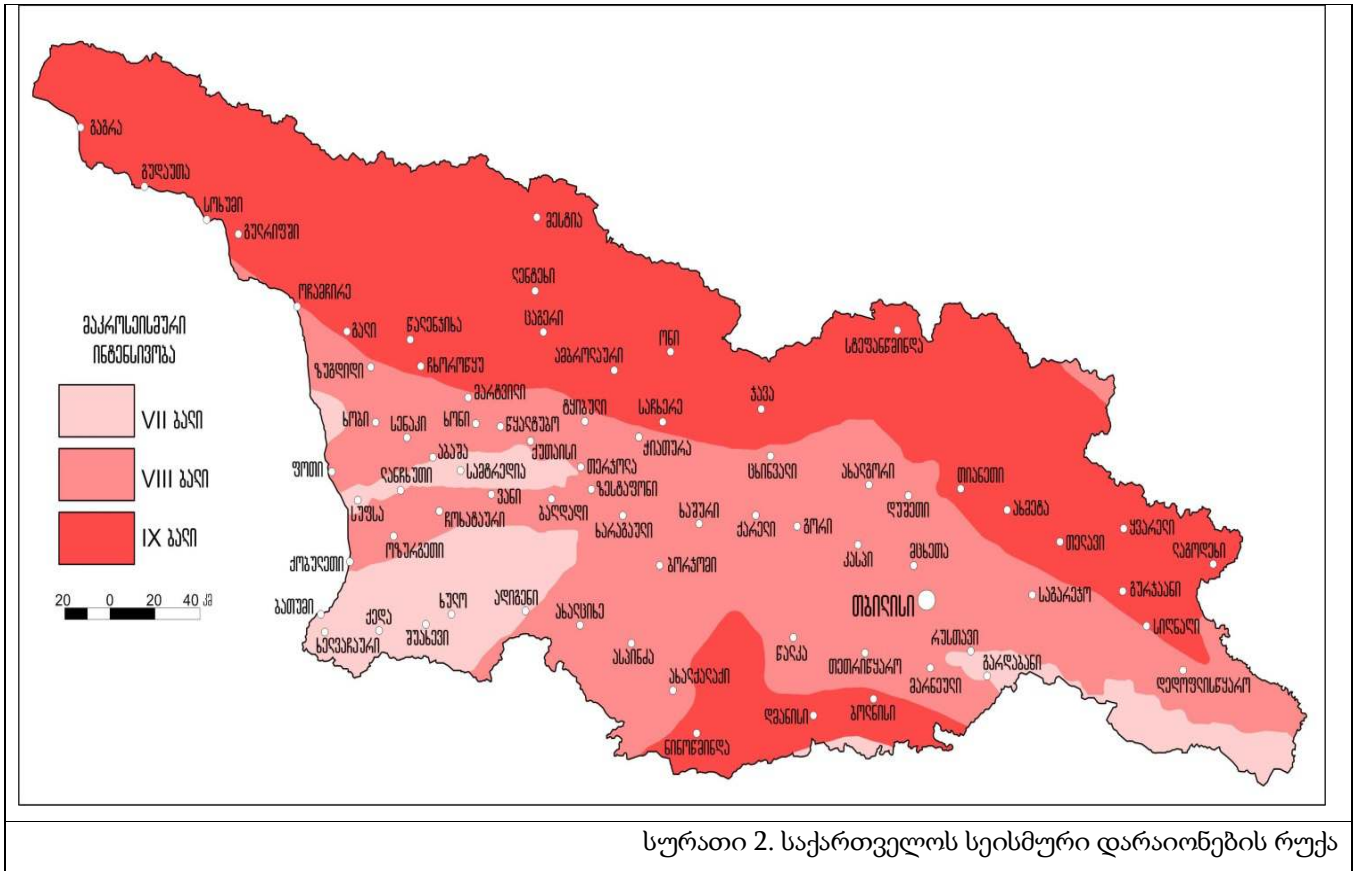 გაგრა
გუდაუთა
სოხუმი
გულრიფში
მესტია
ლენტეხი
ოჩამჩირე
გალი
წალენჯიხა
ცაგერი
ონი
ამბროლაური
სტეფანწმინდა
მაკროსეისმური
ინტენსივობა
VII ბალი
VIII ბალი
IX ბალი
20 0 20 40 კმ
ზუგდიდი
ჩხოროწყუ
მარტვილი
ტყიბული
საჩხერე
ჯავა
ხობი
სენაკი
ხონი
წყალტუბო
ქუთაისი
ჭიათურა
აბაშა
ფოთი
ლანჩხუთი
სამტრედია
თერჯოლა
ცხინვალი
ახალგორი
თიანეთი
სუფსა
ვანი
ზესტაფონი
დუშეთი
ახმეტა
ჩოხატაური
ბაღდადი
ხარაგაული
ხაშური
ქარელი
გორი
ყვარელი
ოზურგეთი
კასპი
მცხეთა
თელავი
ლაგოდეხი
ქობულეთი
ბორჯომი
თბილისი
საგარეჯო
გურჯაანი
ბათუმი
ქედა
ხულო
ადიგენი
ახალციხე
სიღნაღი
ხელვაჩაური
შუახევი
ასპინძა
წალკა
თეთრიწყარო
რუსთავი
გარდაბანი
ახალქალაქი
მარნეული
დედოფლისწყარო
დმანისი
ბოლნისი
ნინოწმინდა
სურათი 2. საქართველოს სეისმური დარაიონების რუქა